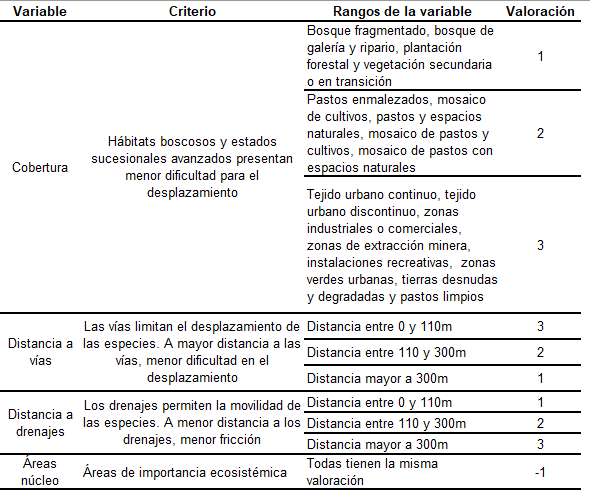 Variable Criterio Rangos de la variable Valoración
Cobertura
Hábitats boscosos y estados
sucesionales avanzados presentan
menor dificultad para el
desplazamiento
Bosque fragmentado, bosque de
galería y ripario, plantación
forestal y vegetación secundaria
o en transición
1
Pastos enmalezados, mosaico
de cultivos, pastos y espacios
naturales, mosaico de pastos y
cultivos, mosaico de pastos con
espacios naturales
2
Tejido urbano continuo, tejido
urbano discontinuo, zonas
industriales o comerciales,
zonas de extracción minera,
instalaciones recreativas, zonas
verdes urbanas, tierras desnudas
y degradadas y pastos limpios
3
Distancia a
vías
Las vías limitan el desplazamiento de
las especies. A mayor distancia a las
vías, menor dificultad en el
desplazamiento
Distancia entre 0 y 110m 3
Distancia entre 110 y 300m 2
Distancia mayor a 300m 1
Distancia a
drenajes
Los drenajes permiten la movilidad de
las especies. A menor distancia a los
drenajes, menor fricción
Distancia entre 0 y 110m 1
Distancia entre 110 y 300m 2
Distancia mayor a 300m 3
Áreas
núcleo
Áreas de importancia ecosistémica
Todas tienen la misma
valoración
-1